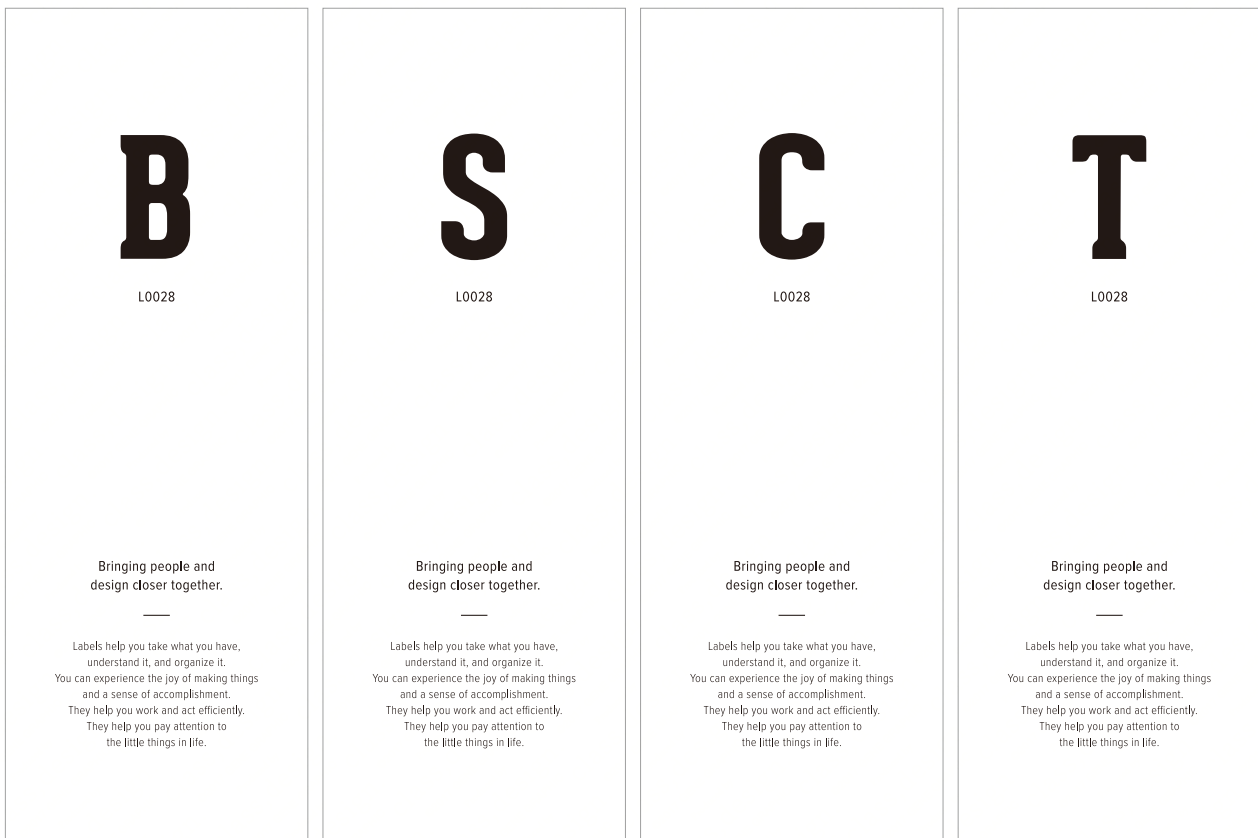 B
L0028
Bringing people and
design closer together.
Labels help you take what you have,
understand it, and organize it.
You can experience the joy of making things
and a sense of accomplishment.
They help you work and act efficiently.
They help you pay attention to
the little things in life.
S
L0028
Bringing people and
design closer together.
Labels help you take what you have,
understand it, and organize it.
You can experience the joy of making things
and a sense of accomplishment.
They help you work and act efficiently.
They help you pay attention to
the little things in life.
C
L0028
Bringing people and
design closer together.
Labels help you take what you have,
understand it, and organize it.
You can experience the joy of making things
and a sense of accomplishment.
They help you work and act efficiently.
They help you pay attention to
the little things in life.
T
L0028
Bringing people and
design closer together.
Labels help you take what you have,
understand it, and organize it.
You can experience the joy of making things
and a sense of accomplishment.
They help you work and act efficiently.
They help you pay attention to
the little things in life.